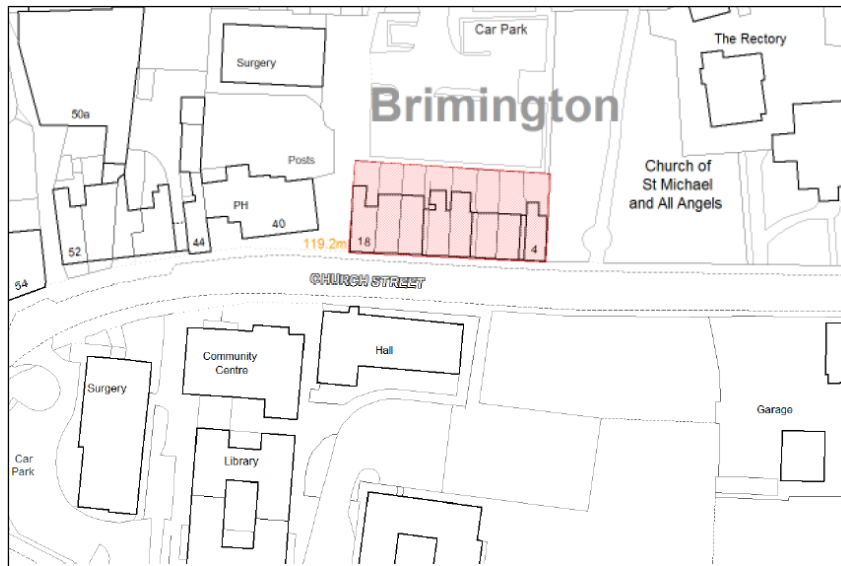 Car Park
The Rectory
Surgery
50a
Brimington
Posts
Church of
St Michael
and All Angels
PH
40
52
44
119.2m
18
4
54
CHURCH STREET
Community
Centre
Hall
Surgery
Garage
Library
Car
Park